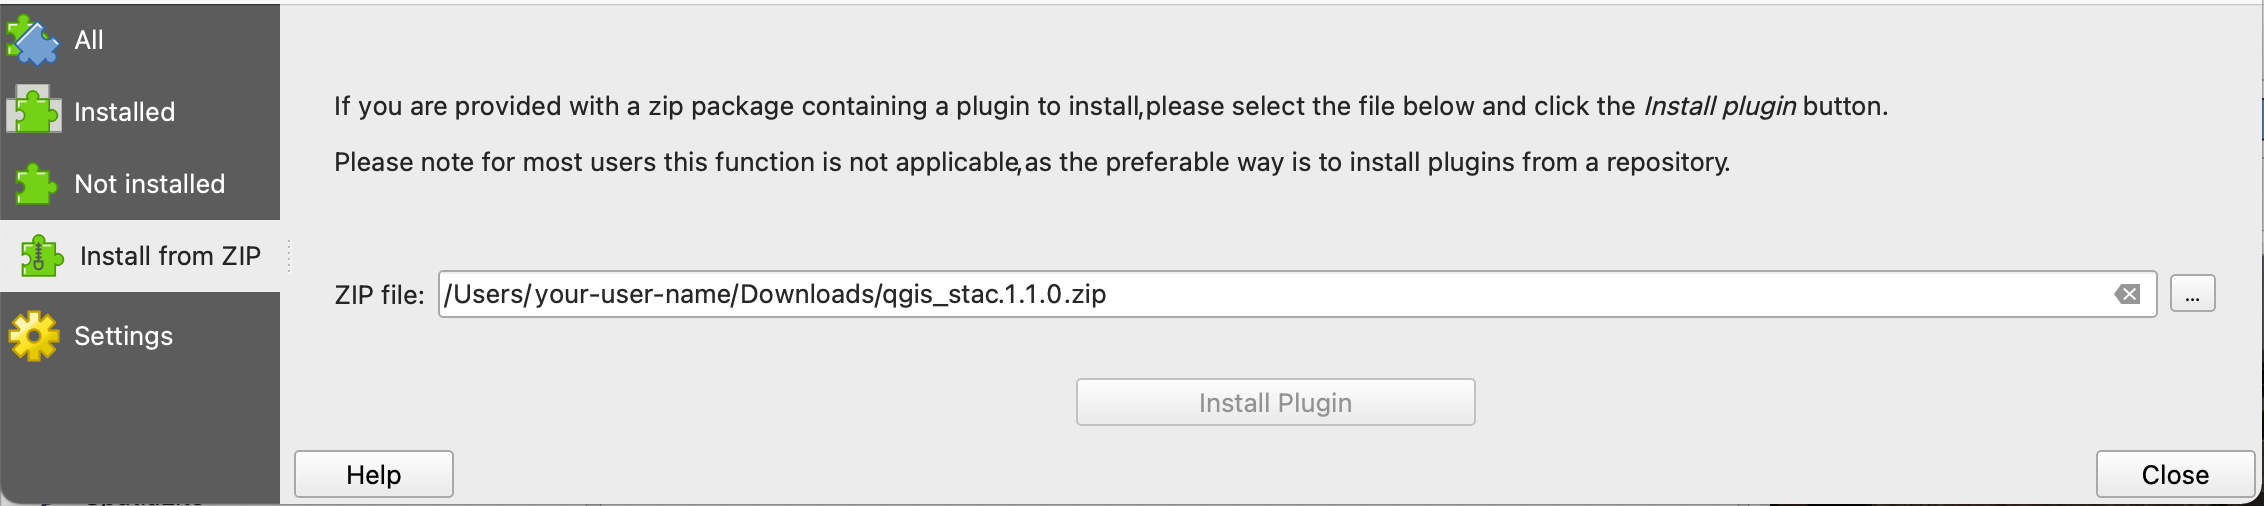 All
Installed
Not installed
Install from ZIP
Settings
If you are provided with a zip package containing a plugin to install,please select the file below and click the Install plugin button.
Please note for most users this function is not applicable,as the preferable way is to install plugins from a repository.
ZIP file: /Users/your-user-name/Downloads/qgis_stac.1.1.0.zip ...
Install Plugin
Help
Close